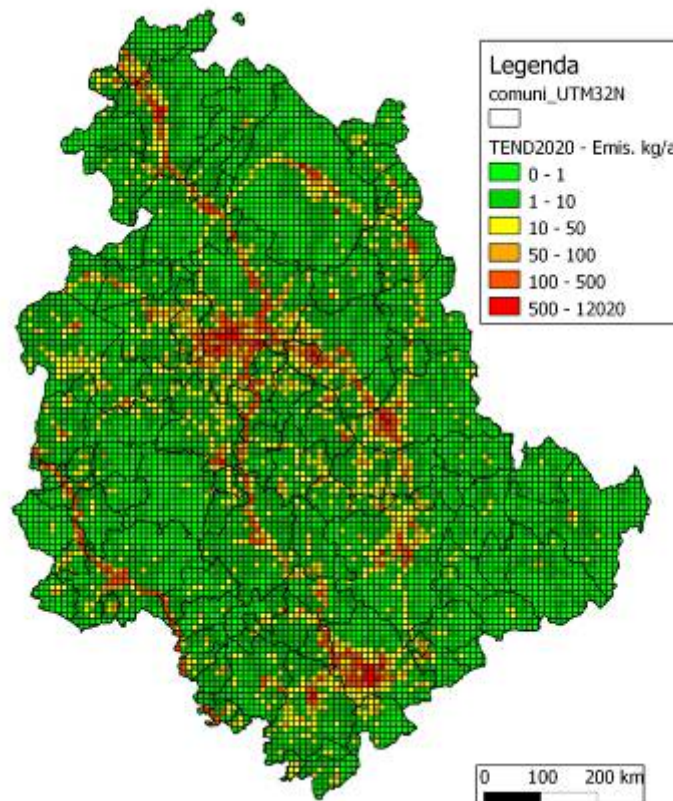 Legenda
comuni_UTM32N
TEND2020 - Emis. kg/a
0 - 1
1 - 10
10 - 50
50 - 100
100 - 500
500 - 12020
0 100 200 km